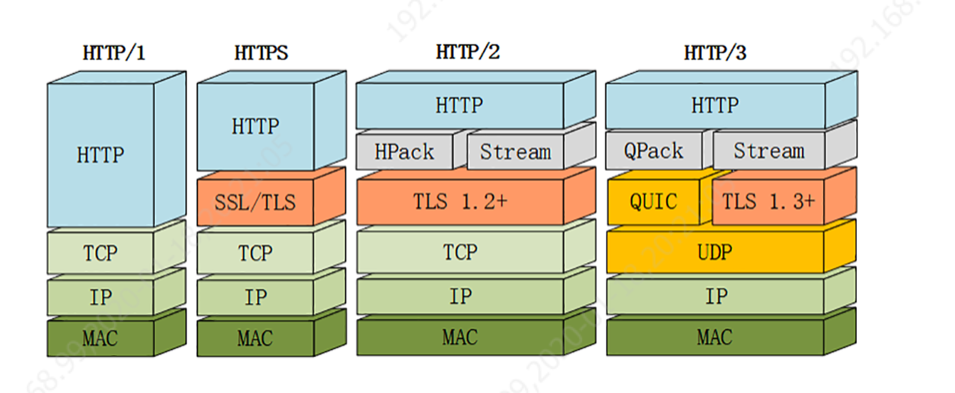 HTTP/1 HTTPS HTTP/2 HTTP/3
HTTP HTTP HTTP HTTP
HPack Stream QPack Stream
SSL/TLS TLS 1.2+ QUIC TLS 1.3+
TCP TCP TCP UDP
IP IP IP IP
MAC MAC MAC MAC